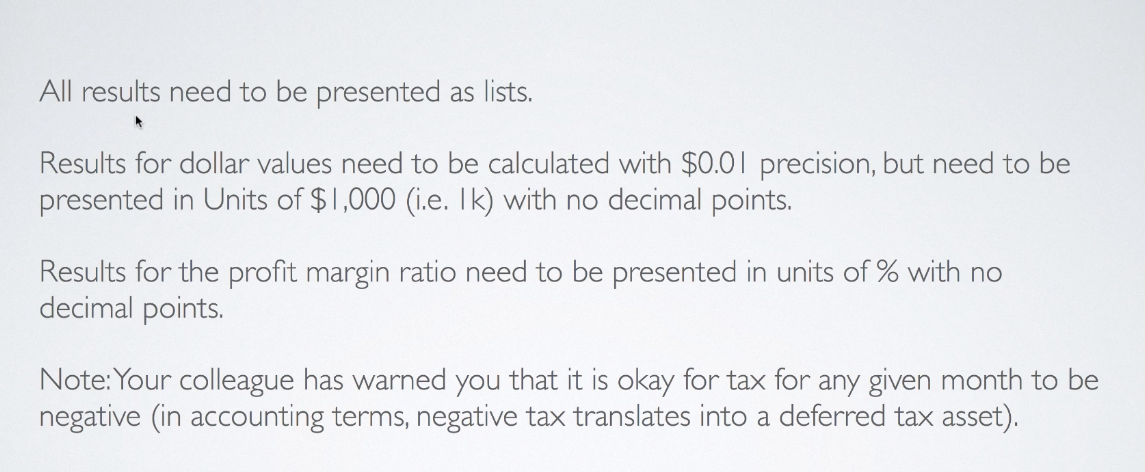 All results need to be presented as lists.
Results for dollar values need to be calculated with $0.01 precision, but need to be
presented in Units of $1,000 (i.e. 1k) with no decimal points.
Results for the profit margin ratio need to be presented in units of % with no
decimal points.
Note:Your colleague has warned you that it is okay for tax for any given month to be
negative (in accounting terms, negative tax translates into a deferred tax asset).